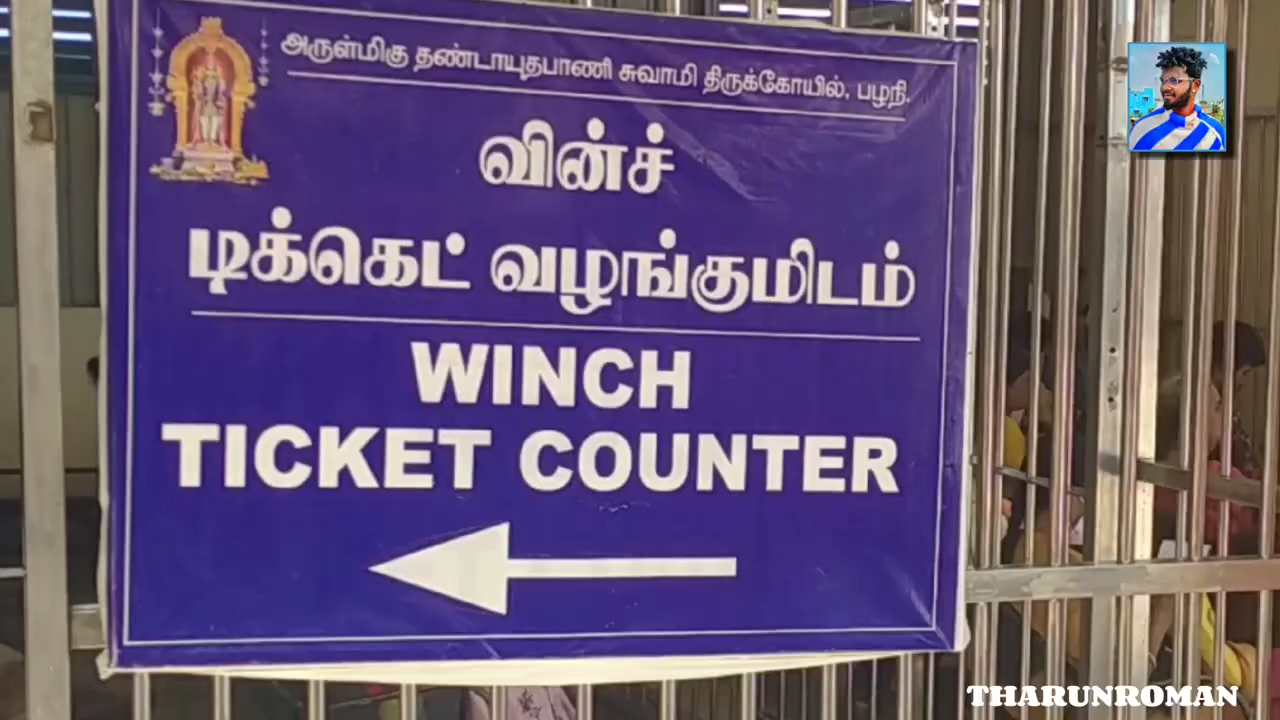 அருள்மிகு தண்டாயுதபாணி சுவாமி திருக்கோயில், பழநி.
வின்ச்
டிக்கெட் வழங்குமிடம்
WINCH
TICKET COUNTER
THARUNROMAN